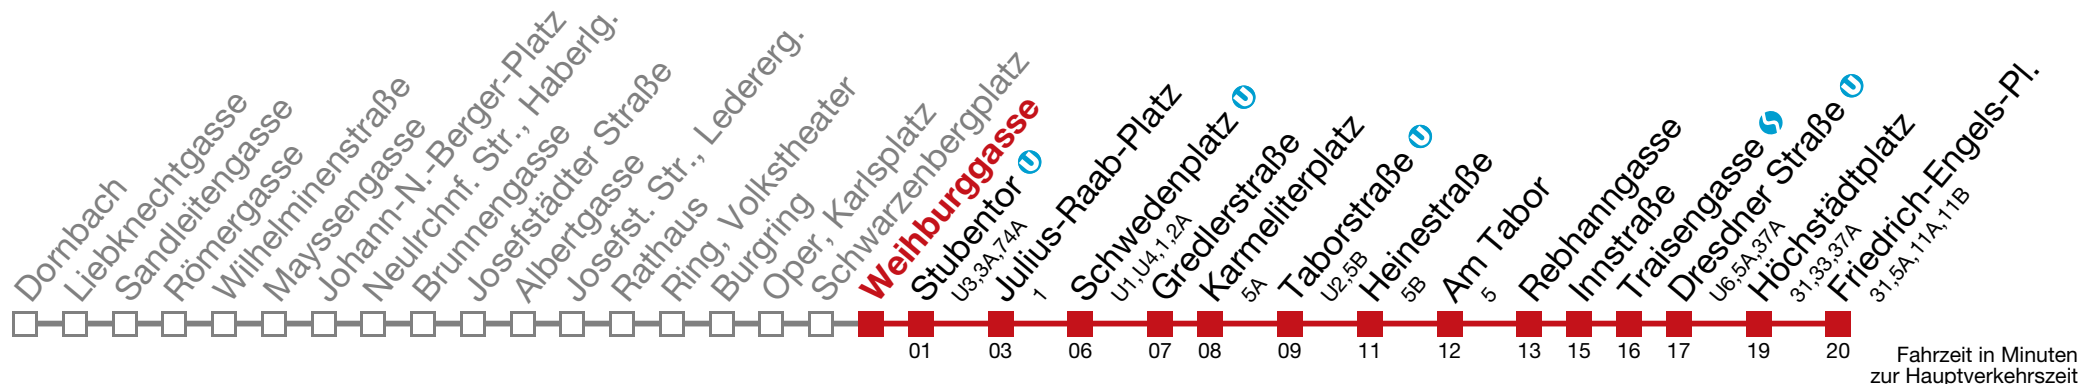 Dornbach
Liebknechtgasse
Sandleitengasse
Römergasse
Wilhelminenstraße
Mayssengasse
Johann-N.-Berger-Platz
Neulrchnf. Str., Haberlg.
Brunnengasse
Josefstädter Straße
Albertgasse
Josefst. Str., Ledererg.
Rathaus
Ring, Volkstheater
Burgring
Oper, Karlsplatz
Schwarzenbergplatz
Weihburggasse
Stubentor U
U3,3A,74A
Julius-Raab-Platz
1
Schwedenplatz U
U1,U4,1,2A
Gredlerstraße
Karmeliterplatz
5A
Taborstraße U
U2,5B
Heinestraße
5B
Am Tabor
5
Rebhanngasse
Innstraße
Traisengasse S
Dresdner Straße U
U6,5A,37A
Höchstädtplatz
31,33,37A
Friedrich-Engels-Pl.
31,5A,11A,11B
01 03 06 07 08 09 11 12 13 15 16 17 19 20
Fahrzeit in Minuten
zur Hauptverkehrszeit